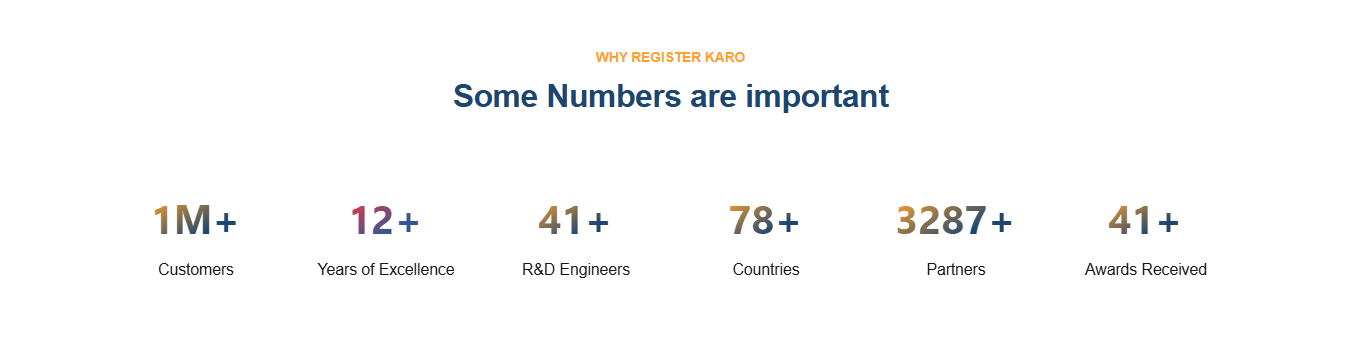 WHY REGISTER KARO
Some Numbers are important
1M+ 12+ 41+ 78+ 3287+ 41+
Customers Years of Excellence R&D Engineers Countries Partners Awards Received